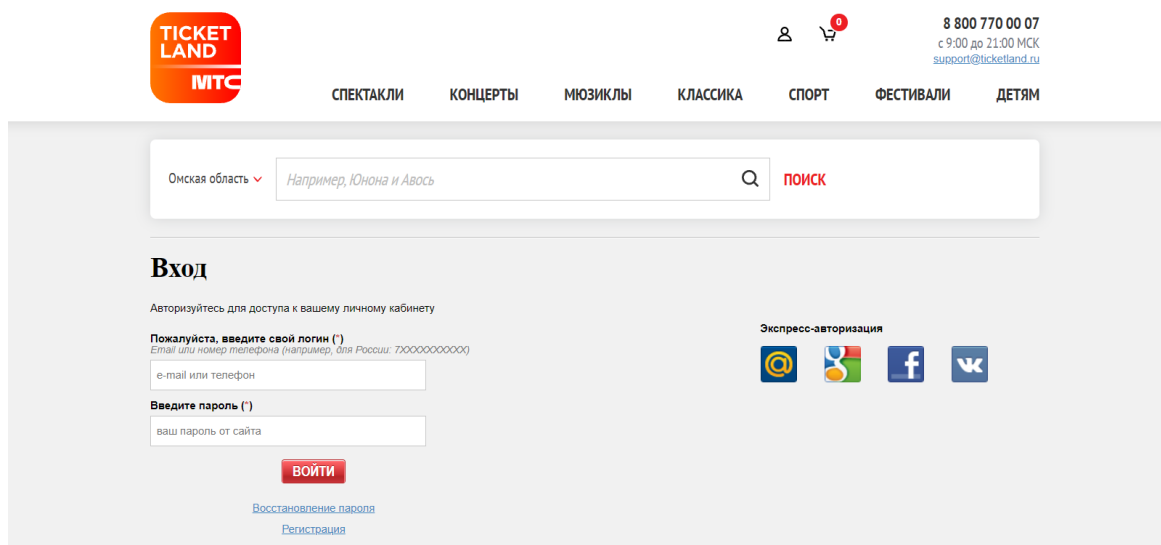 TICKET
LAND
МТС
0
8 800 770 00 07
с 9:00 до 21:00 МСК
support@ticketland.ru
СПЕКТАКЛИ КОНЦЕРТЫ МЮЗИКЛЫ КЛАССИКА СПОРТ ФЕСТИВАЛИ ДЕТЯМ
Омская область Например, Юнона и Авось ПОИСК
Вход
Авторизуйтесь для доступа к вашему личному кабинету
Экспресс-авторизация
Пожалуйста, введите свой логин (*)
Email или номер телефона (например, для России: 7XXXXXXXXXX)
e-mail или телефон
Введите пароль (*)
ваш пароль от сайта
ВОЙТИ
Восстановление пароля
Регистрация